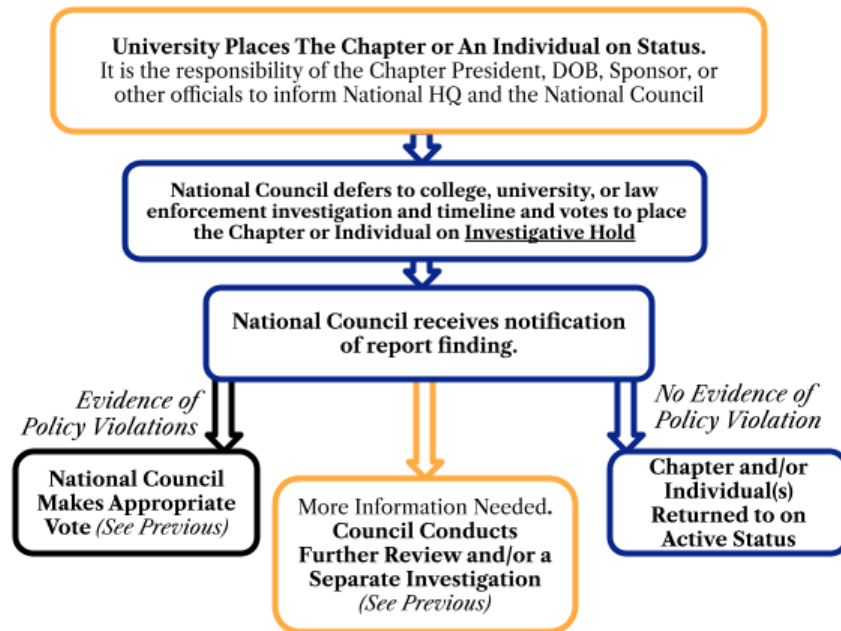 University Places The Chapter or An Individual on Status.
It is the responsibility of the Chapter President, DOB, Sponsor, or
other officials to inform National HQ and the National Council
National Council defers to college, university, or law
enforcement investigation and timeline and votes to place
the Chapter or Individual on Investigative Hold
National Council receives notification
of report finding.
Evidence of
Policy Violations
No Evidence of
Policy Violation
National Council
Makes Appropriate
Vote (See Previous)
More Information Needed.
Council Conducts
Further Review and/or a
Separate Investigation
(See Previous)
Chapter and/or
Individual(s)
Returned to on
Active Status